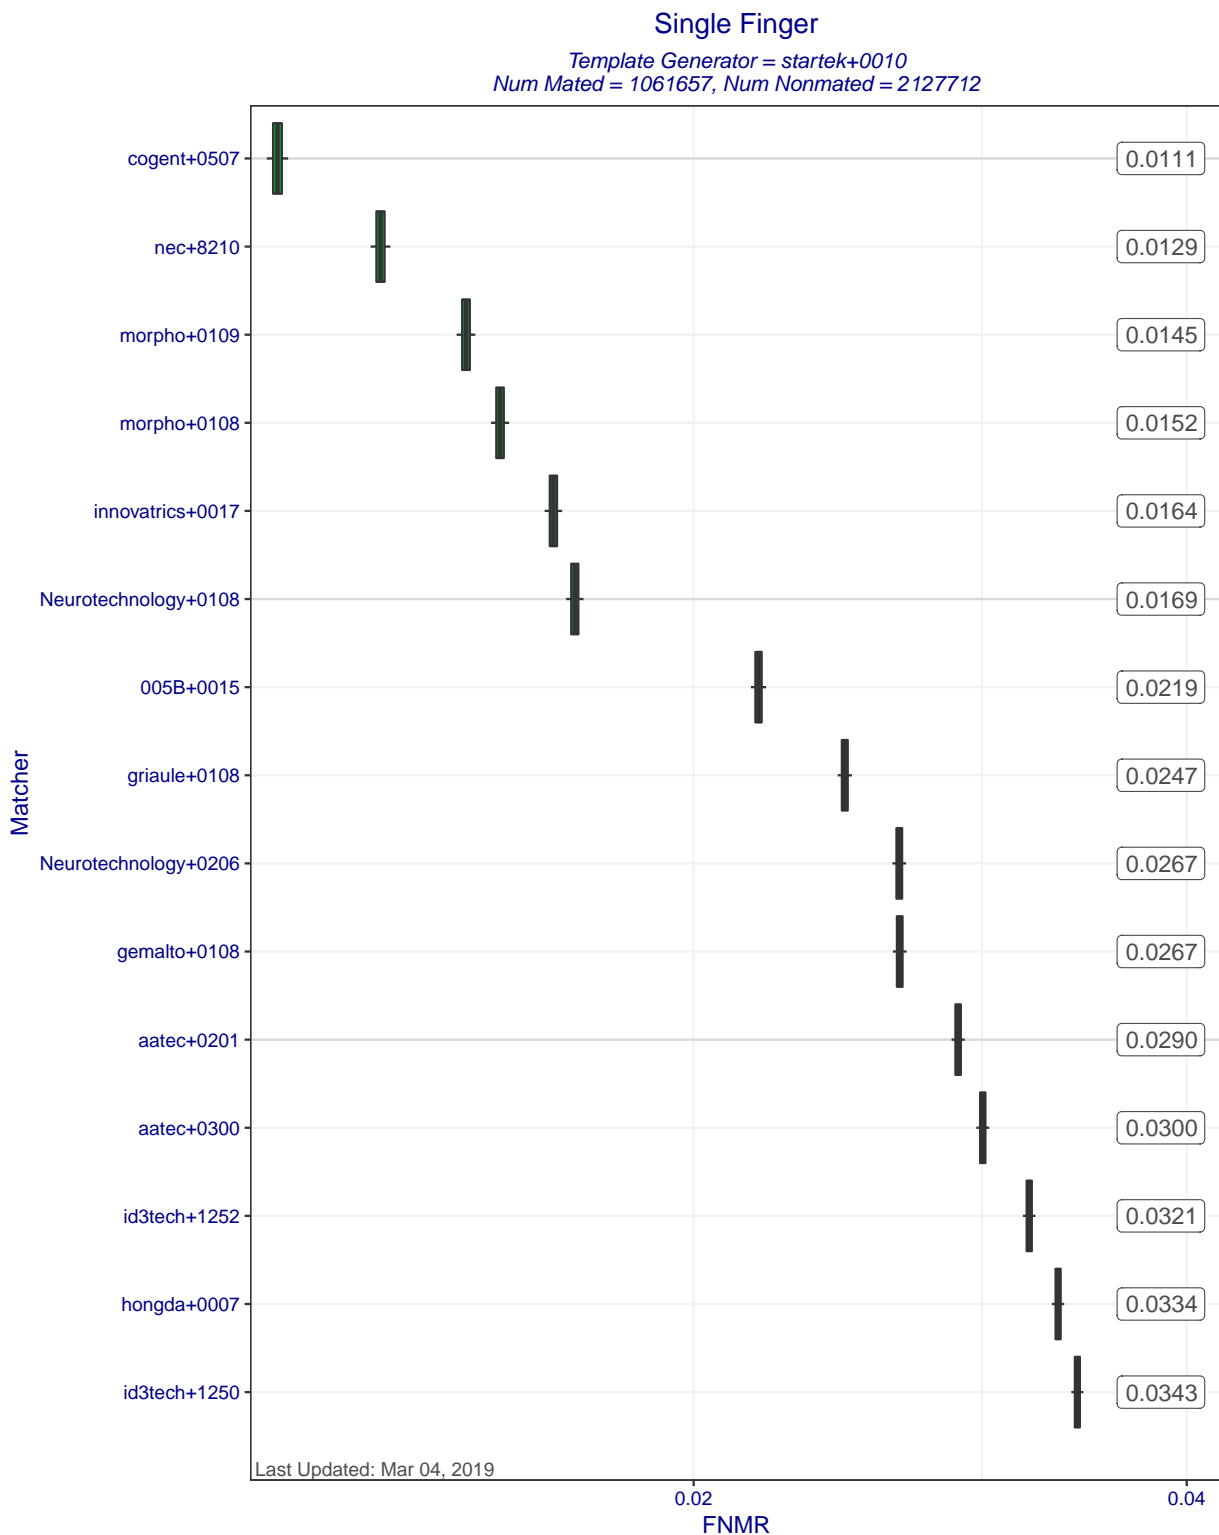 Single Finger
Template Generator = startek+0010
Num Mated = 1061657, Num Nonmated = 2127712
cogent+0507 0.0111
nec+8210 0.0129
morpho+0109 0.0145
morpho+0108 0.0152
innovatrics+0017 0.0164
Neurotechnology+0108 0.0169
005B+0015 0.0219
griaule+0108 0.0247
Neurotechnology+0206 0.0267
gemalto+0108 0.0267
aatec+0201 0.0290
aatec+0300 0.0300
id3tech+1252 0.0321
hongda+0007 0.0334
id3tech+1250 0.0343
Matcher
Last Updated: Mar 04, 2019
0.02 0.04
FNMR